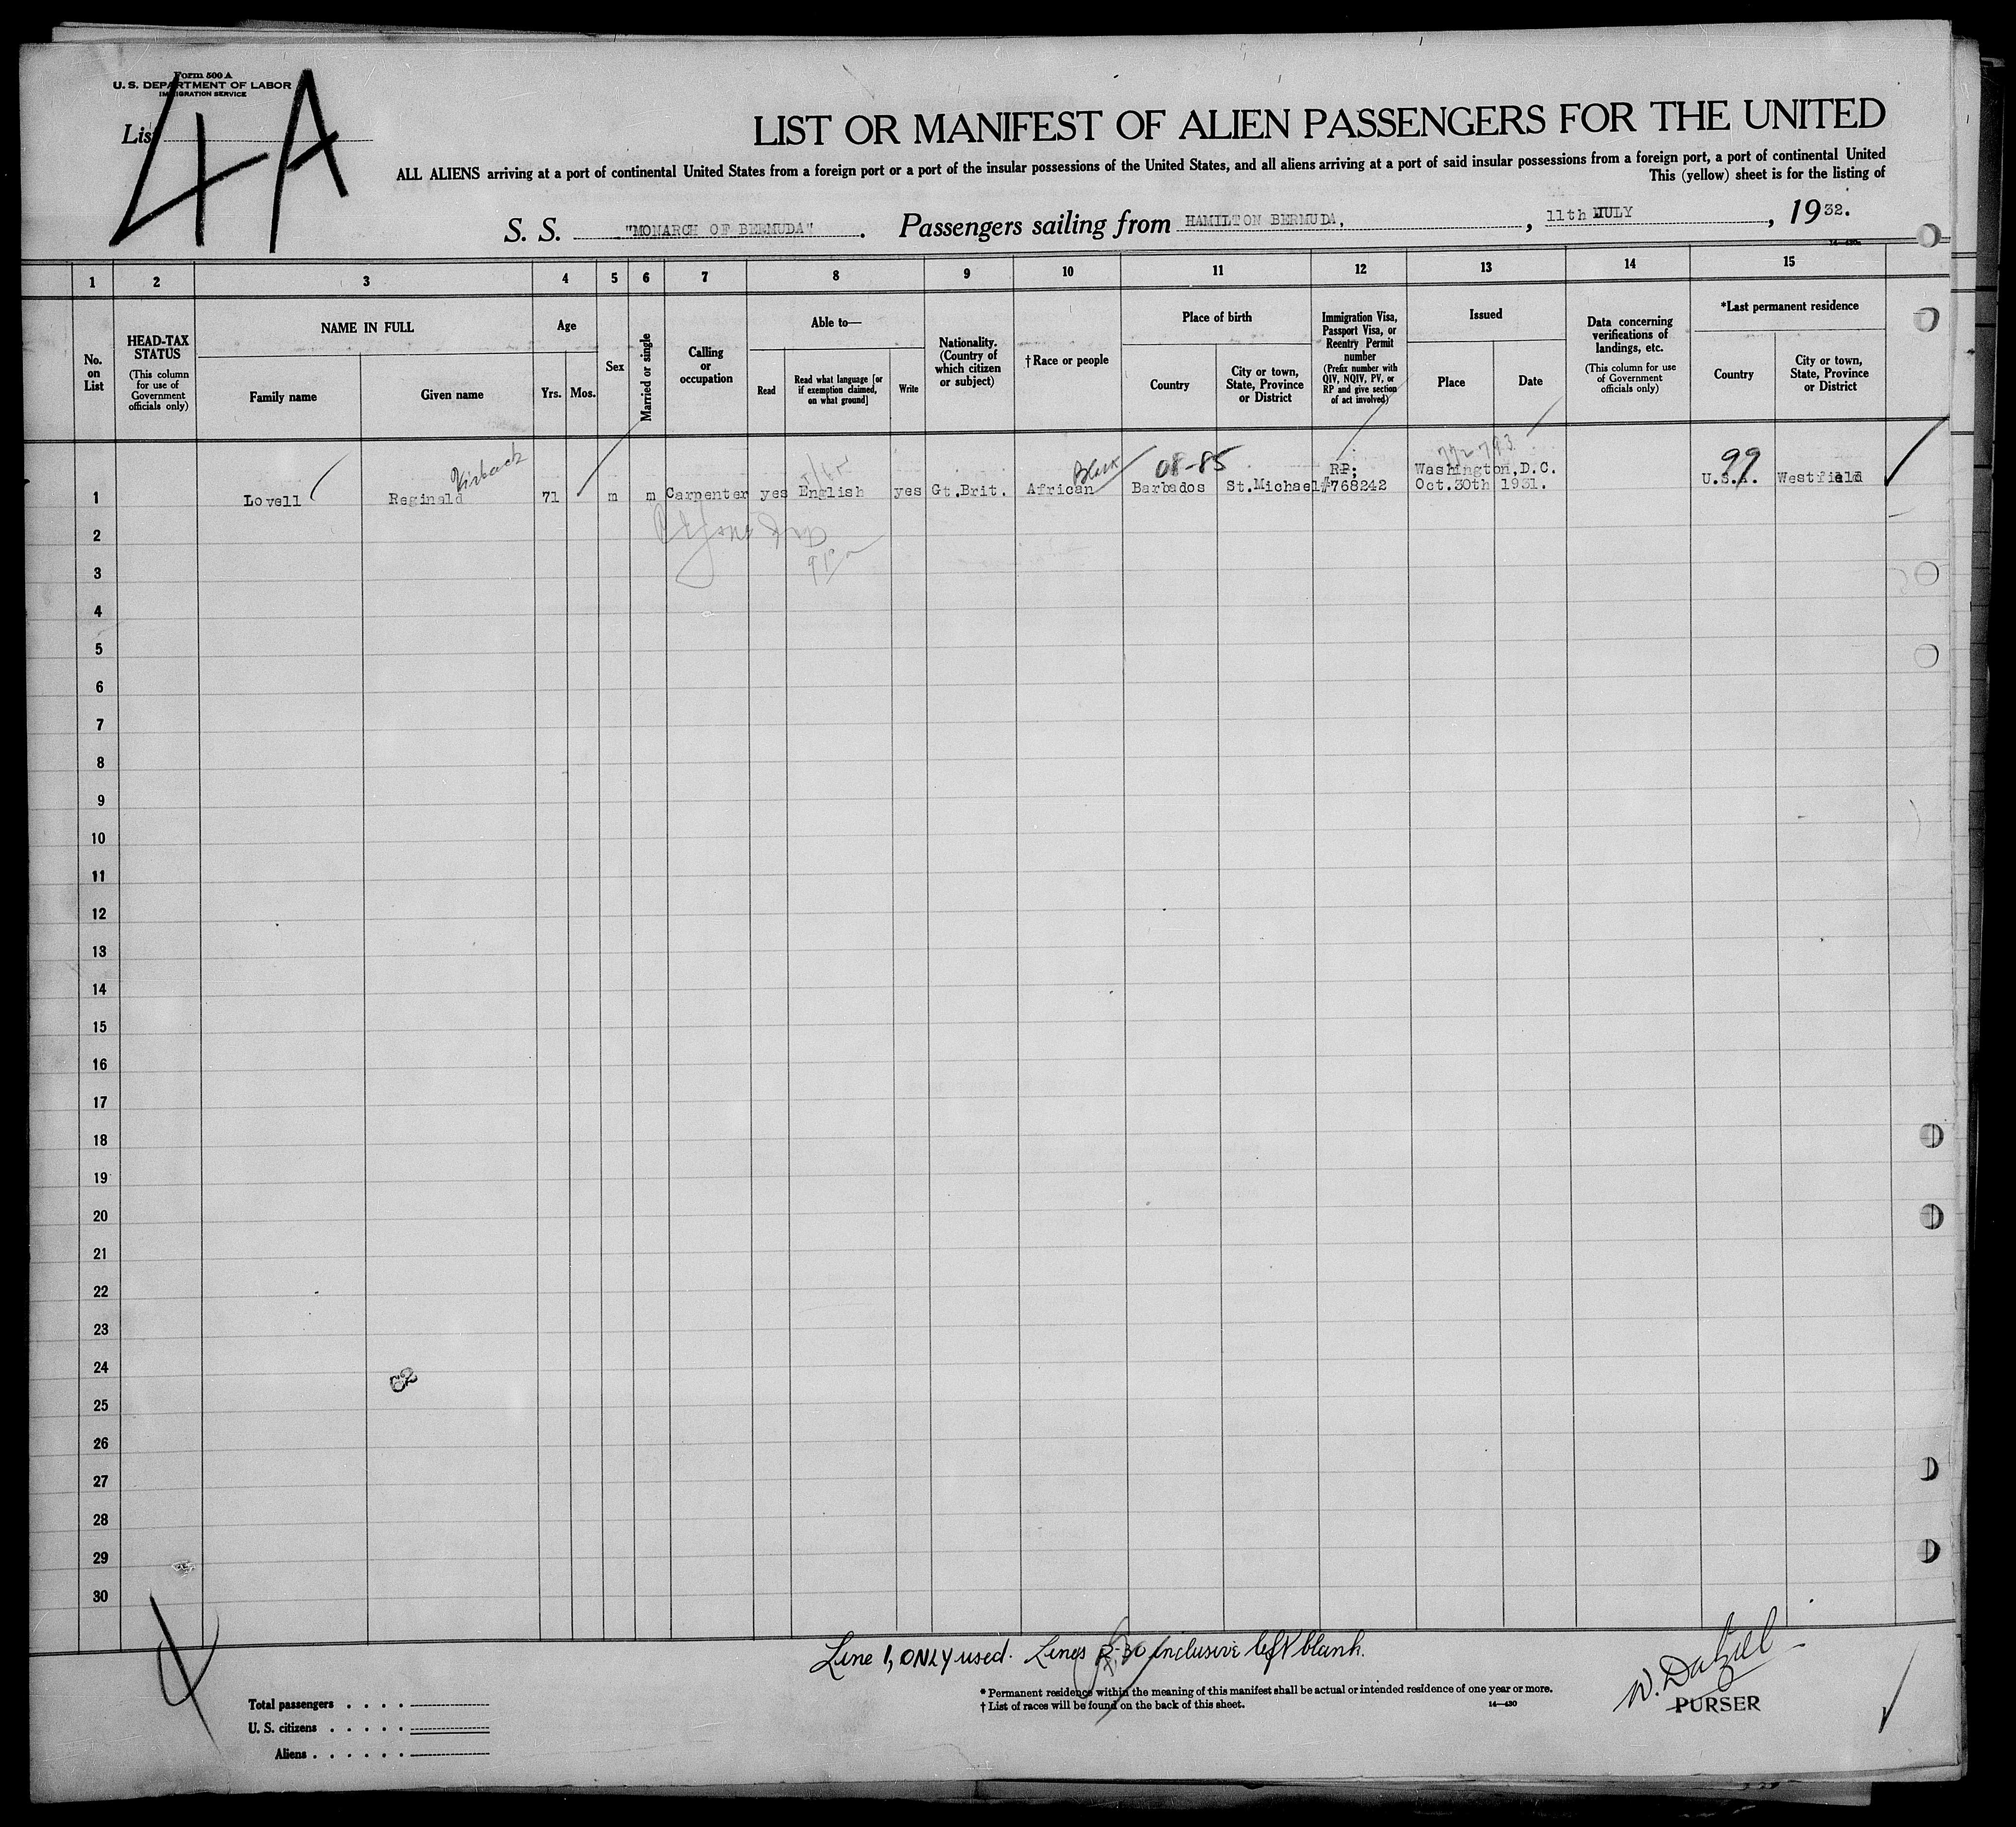 Form 500 A
U. S. DEPARTMENT OF LABOR
IMMIGRATION SERVICE
List
4A
LIST OR MANIFEST OF ALIEN PASSENGERS FOR THE UNITED
ALL ALIENS arriving at a port of continental United States from a foreign port or a port of the insular possessions of the United States, and all aliens arriving at a port of said insular possessions from a foreign port, a port of continental United
This (yellow) sheet is for the listing of
S. S. "MONARCH OF BERMUDA". Passengers sailing from HAMILTON BERMUDA, , 11th JULY , 1932.
14—430a
1 2 3 4 5 6 7 8 9 10 11 12 13 14 15
No. on List
HEAD-TAX STATUS
(This column for use of Government officials only)
NAME IN FULL
Family name
Given name
Age
Yrs.
Mos.
Sex
Married or single
Calling or occupation
Able to—
Read
Read what language [or if exemption claimed, on what ground]
Write
Nationality. (Country of which citizen or subject)
†Race or people
Place of birth
Country
City or town, State, Province or District
Immigration Visa, Passport Visa, or Reentry Permit number
(Prefix number with QIV, NQIV, PV, or RP and give section of act involved)
Issued
Place
Date
Data concerning verifications of landings, etc.
(This column for use of Government officials only)
*Last permanent residence
Country
City or town, State, Province or District
Black 08-85 99
RP; Washington, D.C.
1 Lovell Reginald 71 m m Carpenter yes English yes Gt.Brit. African Barbados St.Michael #768242 Oct.30th 1931. U.S.A. Westfield
2
3
4
5
6
7
8
9
10
11
12
13
14
15
16
17
18
19
20
21
22
23
24
62
25
26
27
28
29
30
Line 1, ONLY used. Lines 2-30 inclusive left blank.
Total passengers . . . .
U. S. citizens . . . . .
Aliens . . . . . .
* Permanent residence within the meaning of this manifest shall be actual or intended residence of one year or more.
† List of races will be found on the back of this sheet.
14—430
W. Dalziel
PURSER